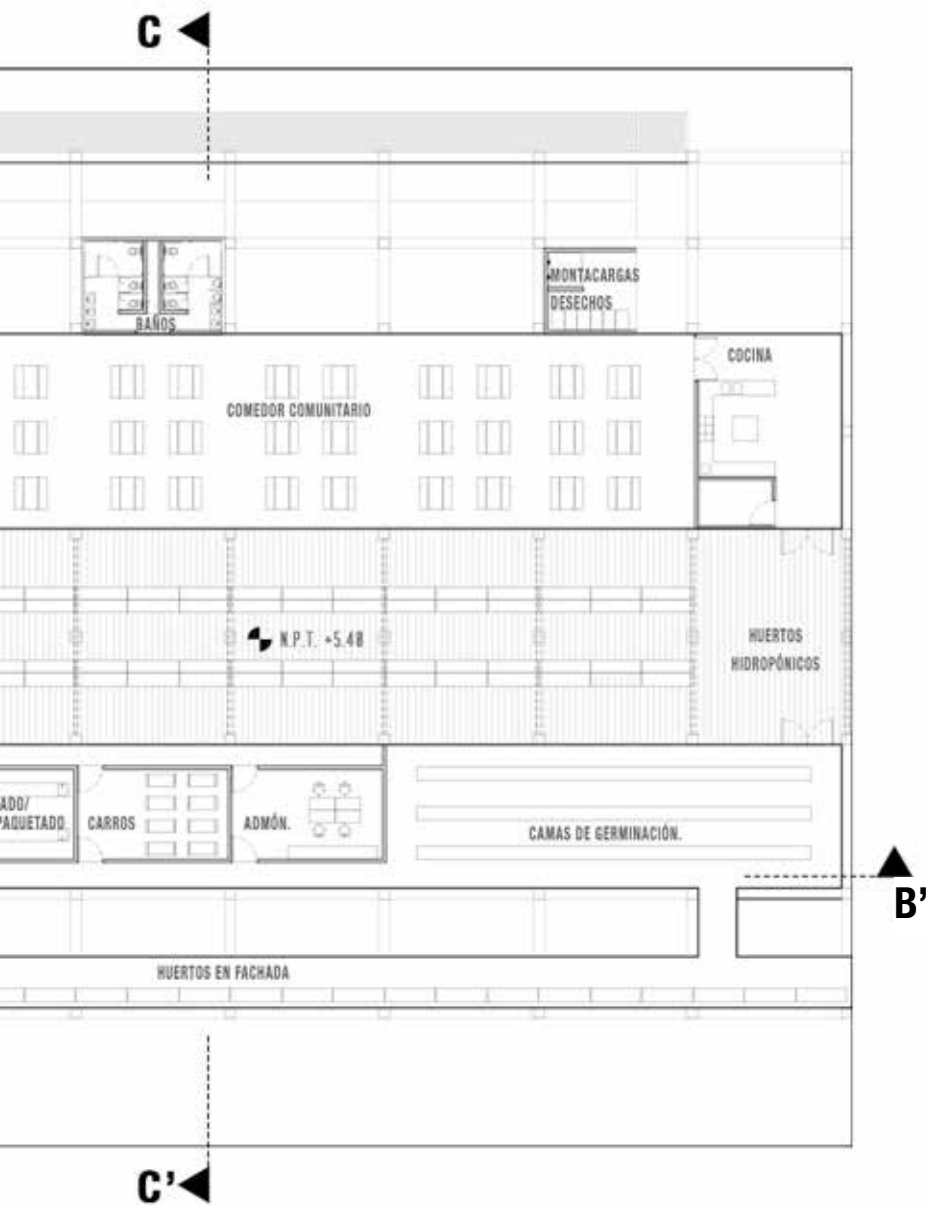 C
MONTACARGAS
DESECHOS
BAÑOS
COCINA
COMEDOR COMUNITARIO
N.P.T. +5.48
HUERTOS
HIDROPÓNICOS
ADO/
PAQUETADO
CARROS
ADMÓN.
CAMAS DE GERMINACIÓN.
B'
HUERTOS EN FACHADA
C'